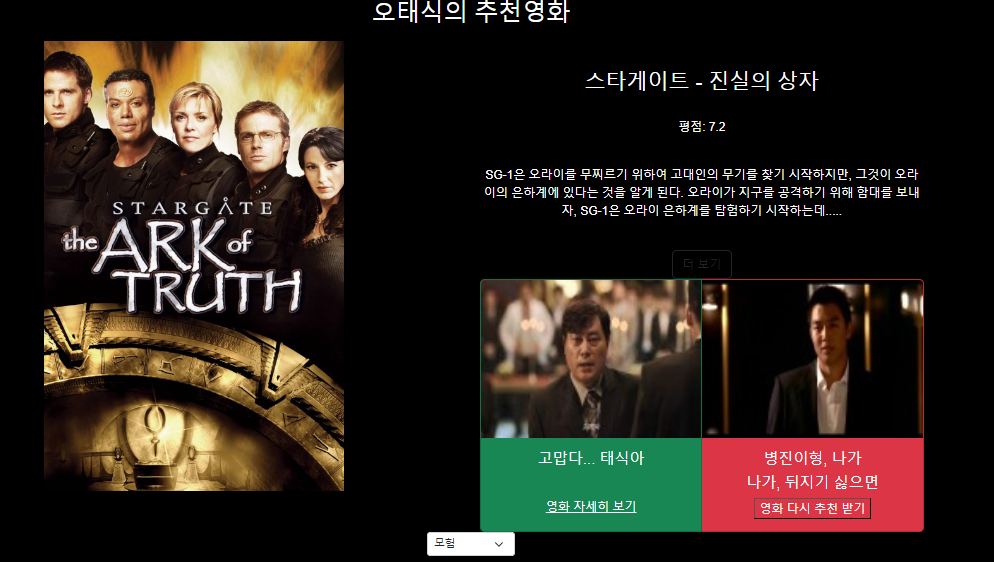 오태식의 추천영화
STARGATE
the ARK of
TRUTH
스타게이트 - 진실의 상자
평점: 7.2
SG-1은 오라이를 무찌르기 위하여 고대인의 무기를 찾기 시작하지만, 그것이 오라
이의 은하계에 있다는 것을 알게 된다. 오라이가 지구를 공격하기 위해 함대를 보내
자, SG-1은 오라이 은하계를 탐험하기 시작하는데.....
더 보기
고맙다... 태식아
영화 자세히 보기
병진이형, 나가
나가, 뒤지기 싫으면
영화 다시 추천 받기
모험